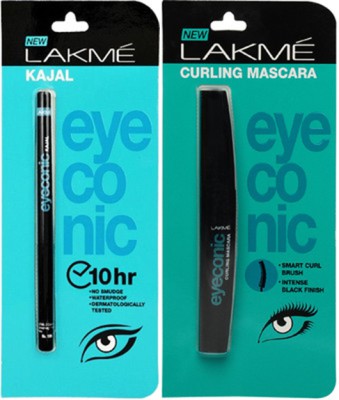 NEW
LAKMÉ
KAJAL
eye
co
nic
eyeconic
KAJAL
10hr
•NO SMUDGE
•WATERPROOF
•DERMATOLOGICALLY
TESTED
NEW
LAKMÉ
CURLING MASCARA
eye
co
nic
LAKMÉ
eyeconic
CURLING MASCARA
•SMART CURL
BRUSH
•INTENSE
BLACK FINISH